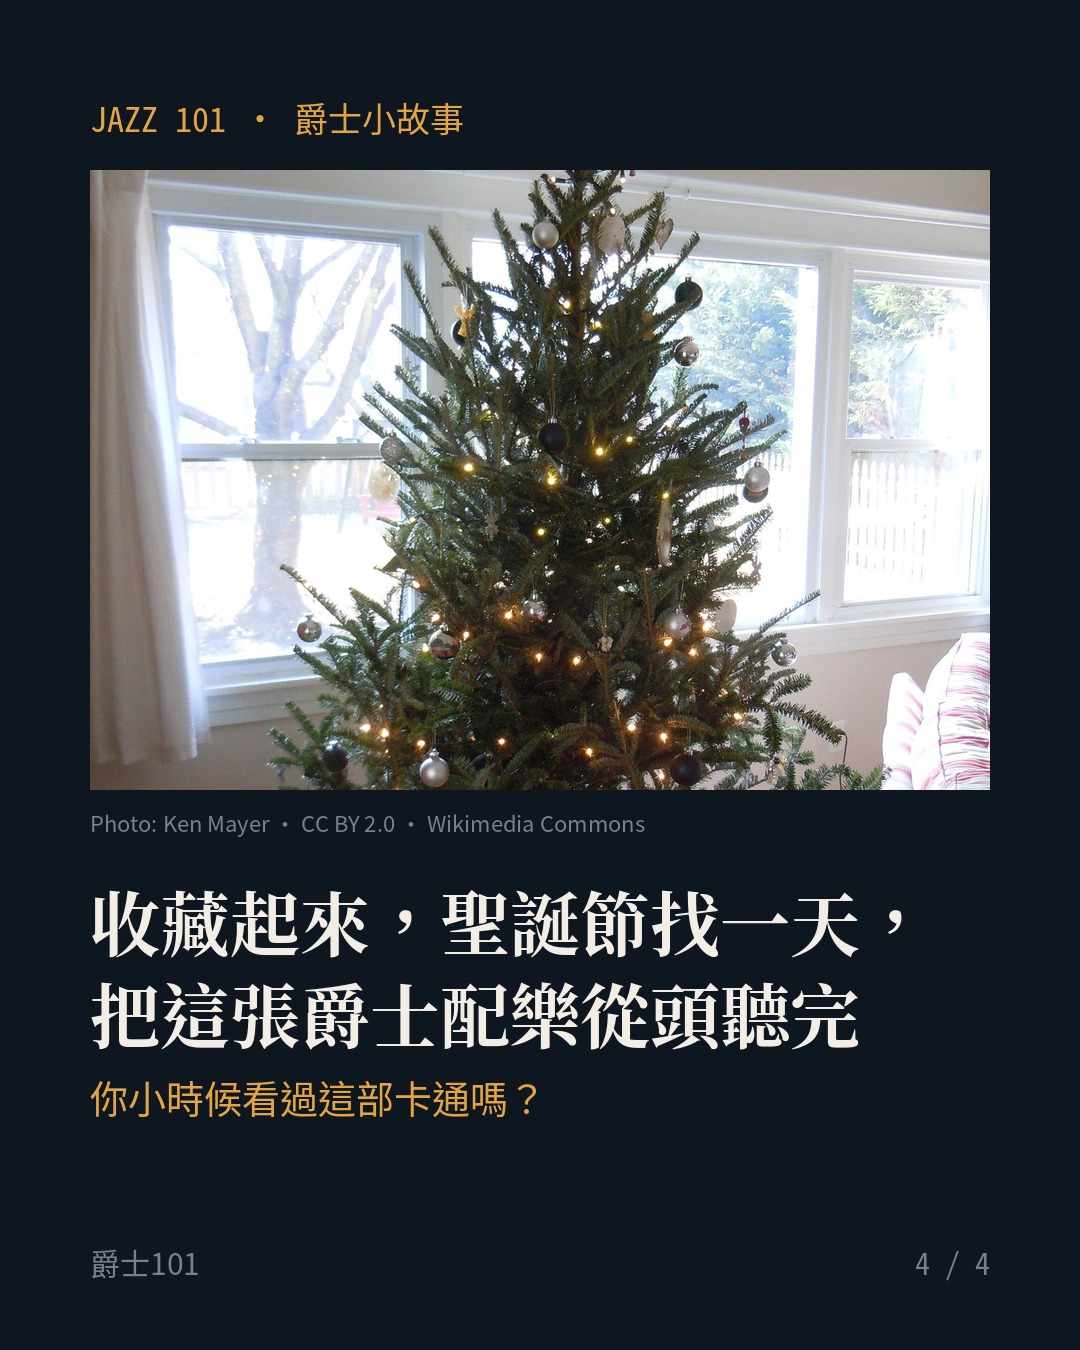 JAZZ 101 · 爵士小故事
Photo: Ken Mayer · CC BY 2.0 · Wikimedia Commons
收藏起來，聖誕節找一天，
把這張爵士配樂從頭聽完
你小時候看過這部卡通嗎？
爵士101
4 / 4